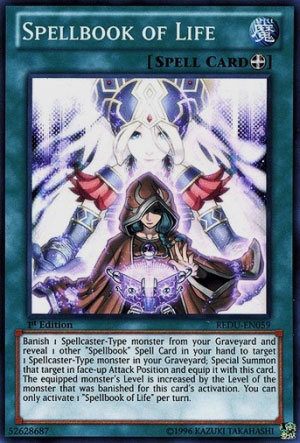 SPELLBOOK OF LIFE
魔
[SPELL CARD]
1st Edition
REDU-EN059
Banish 1 Spellcaster-Type monster from your Graveyard and
reveal 1 other "Spellbook" Spell Card in your hand to target
1 Spellcaster-Type monster in your Graveyard; Special Summon
that target in face-up Attack Position and equip it with this card.
The equipped monster's Level is increased by the Level of
the monster that was banished for this card's activation. You can
only activate 1 "Spellbook of Life" per turn.
52628687
©1996 KAZUKI TAKAHASHI